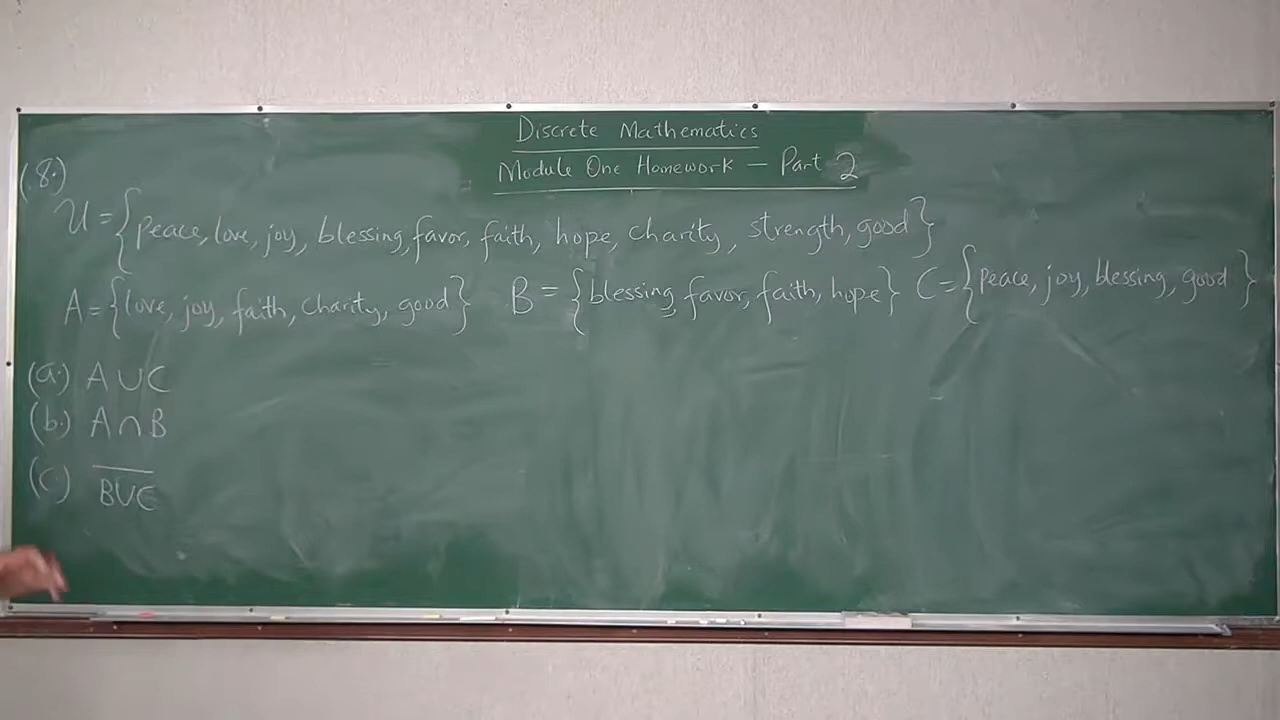 Discrete Mathematics
Module One Homework — Part 2
(8.)
U = {Peace, love, joy, blessing, favor, faith, hope, charity, strength, good}
A = {love, joy, faith, charity, good} B = {blessing, favor, faith, hope} C = {Peace, joy, blessing, good}
(a.) A ∪ C
(b.) A ∩ B
(c) $\overline{B ∪ C}$